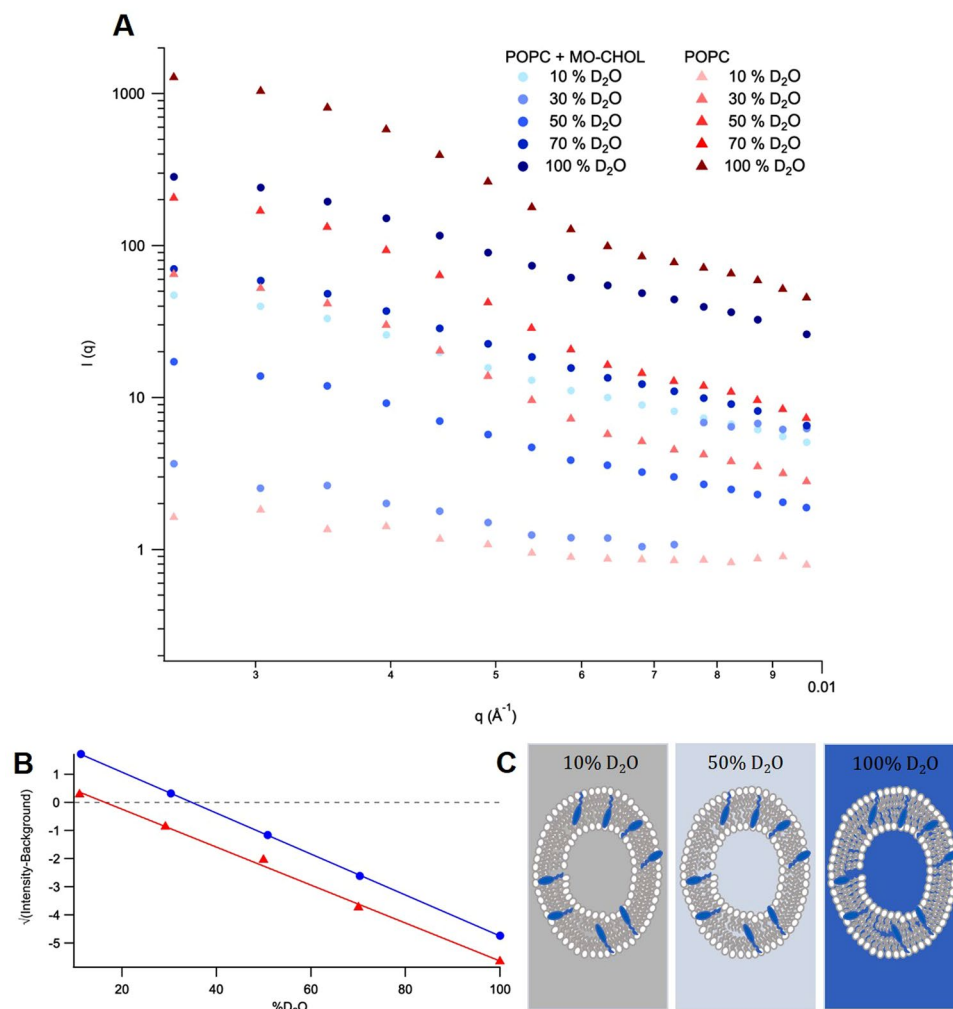 A
POPC + MO-CHOL POPC
10 % D₂O 10 % D₂O
30 % D₂O 30 % D₂O
50 % D₂O 50 % D₂O
70 % D₂O 70 % D₂O
100 % D₂O 100 % D₂O
1000
100
10
1
I (q)
3 4 5 6 7 8 9 0.01
q (Å⁻¹)
B
1
0
-1
-2
-3
-4
-5
√(Intensity-Background)
20 40 60 80 100
%D₂O
C
10% D₂O 50% D₂O 100% D₂O